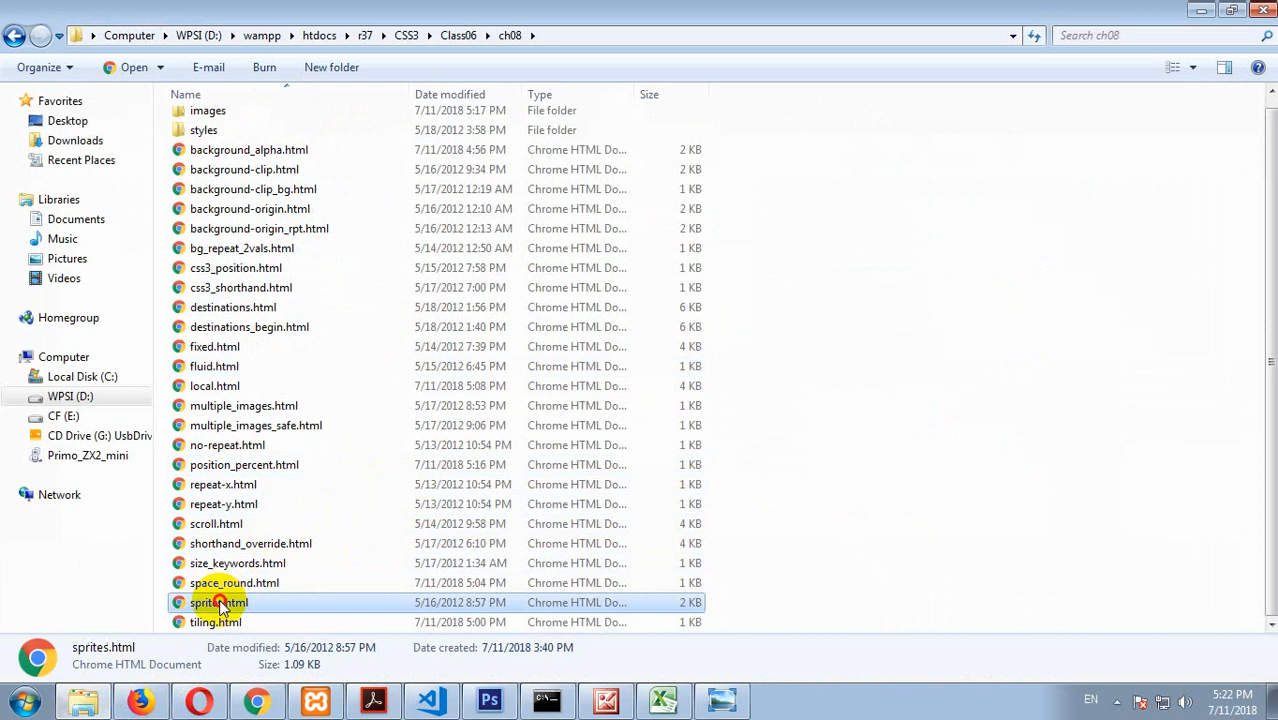 Computer WPSI (D:) wampp htdocs r37 CSS3 Class06 ch08 Search ch08
Organize Open E-mail Burn New folder
Name Date modified Type Size
Favorites
Desktop
Downloads
Recent Places
Libraries
Documents
Music
Pictures
Videos
Homegroup
Computer
Local Disk (C:)
WPSI (D:)
CF (E:)
CD Drive (G:) UsbDriv
Primo_ZX2_mini
Network
images 7/11/2018 5:17 PM File folder
styles 5/18/2012 3:58 PM File folder
background_alpha.html 7/11/2018 4:56 PM Chrome HTML Do... 2 KB
background-clip.html 5/16/2012 9:34 PM Chrome HTML Do... 2 KB
background-clip_bg.html 5/17/2012 12:19 AM Chrome HTML Do... 1 KB
background-origin.html 5/16/2012 12:10 AM Chrome HTML Do... 2 KB
background-origin_rpt.html 5/16/2012 12:13 AM Chrome HTML Do... 2 KB
bg_repeat_2vals.html 5/14/2012 12:50 AM Chrome HTML Do... 1 KB
css3_position.html 5/15/2012 7:58 PM Chrome HTML Do... 1 KB
css3_shorthand.html 5/17/2012 7:00 PM Chrome HTML Do... 1 KB
destinations.html 5/18/2012 1:56 PM Chrome HTML Do... 6 KB
destinations_begin.html 5/18/2012 1:40 PM Chrome HTML Do... 6 KB
fixed.html 5/14/2012 7:39 PM Chrome HTML Do... 4 KB
fluid.html 5/15/2012 6:45 PM Chrome HTML Do... 1 KB
local.html 7/11/2018 5:08 PM Chrome HTML Do... 4 KB
multiple_images.html 5/17/2012 8:53 PM Chrome HTML Do... 1 KB
multiple_images_safe.html 5/17/2012 9:06 PM Chrome HTML Do... 1 KB
no-repeat.html 5/13/2012 10:54 PM Chrome HTML Do... 1 KB
position_percent.html 7/11/2018 5:16 PM Chrome HTML Do... 1 KB
repeat-x.html 5/13/2012 10:54 PM Chrome HTML Do... 1 KB
repeat-y.html 5/13/2012 10:54 PM Chrome HTML Do... 1 KB
scroll.html 5/14/2012 9:58 PM Chrome HTML Do... 4 KB
shorthand_override.html 5/17/2012 6:10 PM Chrome HTML Do... 1 KB
size_keywords.html 5/17/2012 1:34 AM Chrome HTML Do... 1 KB
space_round.html 7/11/2018 5:04 PM Chrome HTML Do... 1 KB
sprites.html 5/16/2012 8:57 PM Chrome HTML Do... 2 KB
tiling.html 7/11/2018 5:00 PM Chrome HTML Do... 1 KB
sprites.html Date modified: 5/16/2012 8:57 PM Date created: 7/11/2018 3:40 PM
Chrome HTML Document Size: 1.09 KB
Ps EN 5:22 PM
7/11/2018